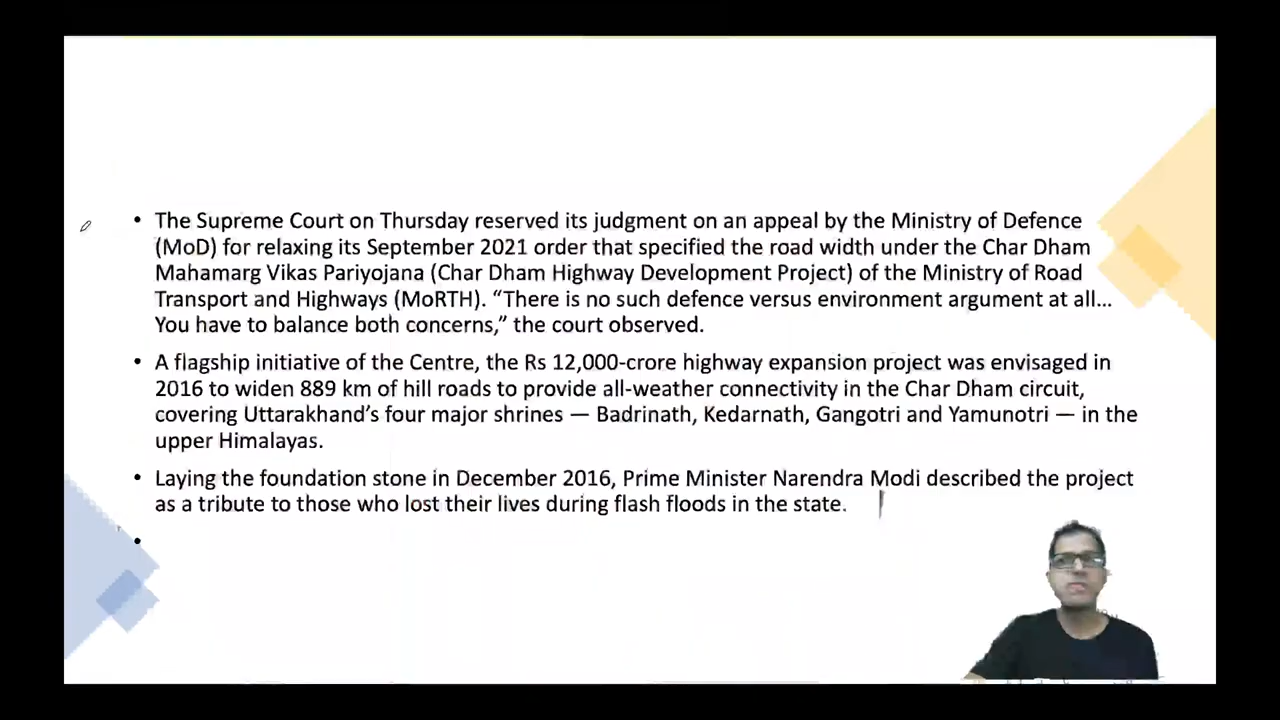 • The Supreme Court on Thursday reserved its judgment on an appeal by the Ministry of Defence
(MoD) for relaxing its September 2021 order that specified the road width under the Char Dham
Mahamarg Vikas Pariyojana (Char Dham Highway Development Project) of the Ministry of Road
Transport and Highways (MoRTH). “There is no such defence versus environment argument at all...
You have to balance both concerns,” the court observed.
• A flagship initiative of the Centre, the Rs 12,000-crore highway expansion project was envisaged in
2016 to widen 889 km of hill roads to provide all-weather connectivity in the Char Dham circuit,
covering Uttarakhand’s four major shrines — Badrinath, Kedarnath, Gangotri and Yamunotri — in the
upper Himalayas.
• Laying the foundation stone in December 2016, Prime Minister Narendra Modi described the project
as a tribute to those who lost their lives during flash floods in the state.
•